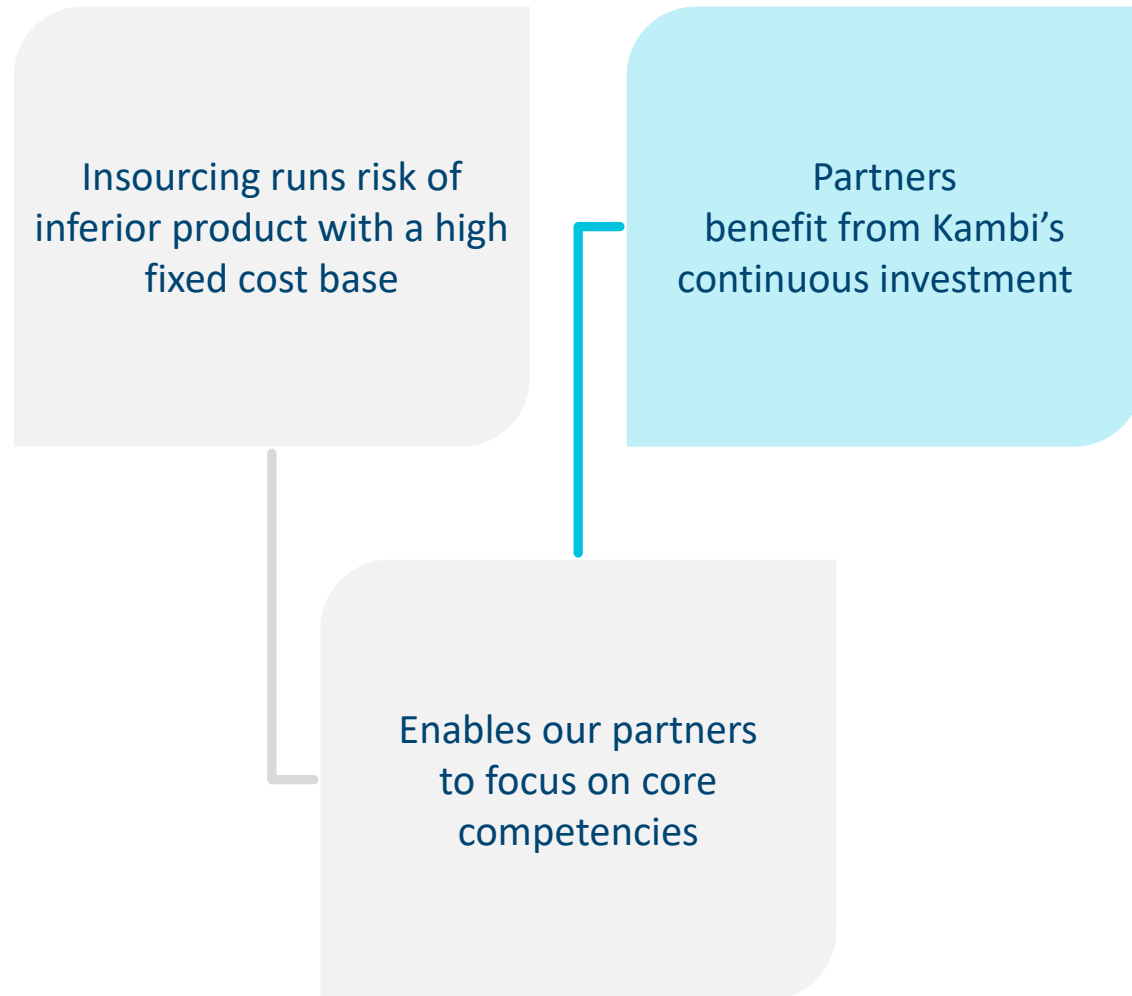 Insourcing runs risk of
inferior product with a high
fixed cost base
Partners
benefit from Kambi’s
continuous investment
Enables our partners
to focus on core
competencies